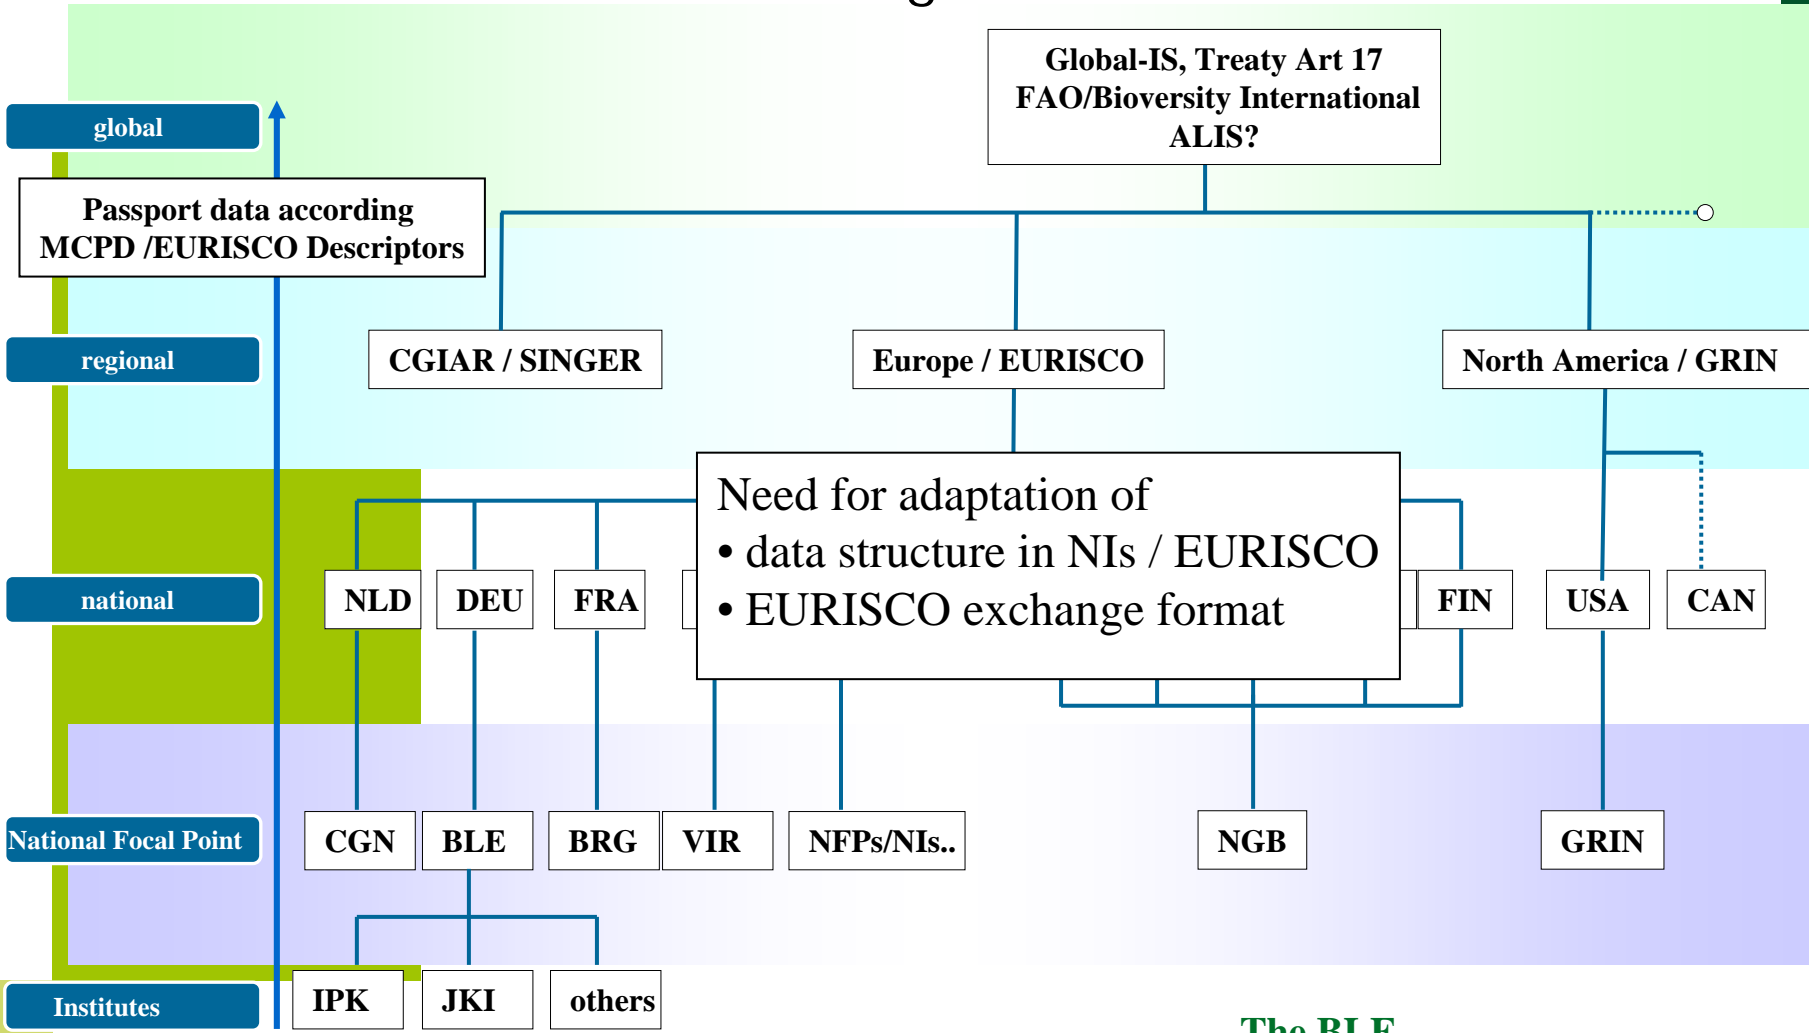 Global-IS, Treaty Art 17
FAO/Bioversity International
ALIS?
global
Passport data according
MCPD /EURISCO Descriptors
regional
CGIAR / SINGER
Europe / EURISCO
North America / GRIN
Need for adaptation of
• data structure in NIs / EURISCO
• EURISCO exchange format
national
NLD
DEU
FRA
FIN
USA
CAN
National Focal Point
CGN
BLE
BRG
VIR
NFPs/NIs..
NGB
GRIN
Institutes
IPK
JKI
others
The BLE